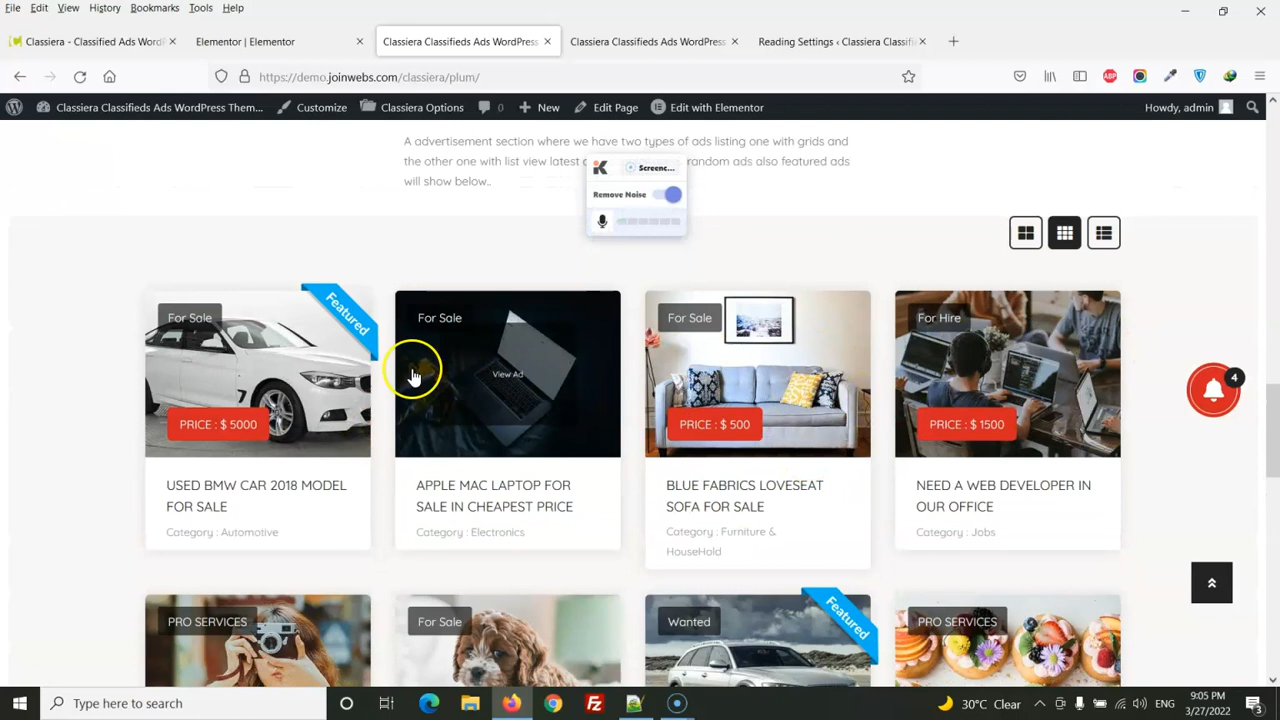 File Edit View History Bookmarks Tools Help
Classiera - Classified Ads WordP
Elementor | Elementor
Classiera Classifieds Ads WordPress
Classiera Classifieds Ads WordPress
Reading Settings ‹ Classiera Classifi
https://demo.joinwebs.com/classiera/plum/
ABP
Classiera Classifieds Ads WordPress Them...
Customize
Classiera Options
0
New
Edit Page
Edit with Elementor
Howdy, admin
A advertisement section where we have two types of ads listing one with grids and
the other one with list view latest random ads also featured ads
will show below..
Screenc...
Remove Noise
For Sale
Featured
PRICE : $ 5000
USED BMW CAR 2018 MODEL
FOR SALE
Category : Automotive
For Sale
View Ad
APPLE MAC LAPTOP FOR
SALE IN CHEAPEST PRICE
Category : Electronics
For Sale
PRICE : $ 500
BLUE FABRICS LOVESEAT
SOFA FOR SALE
Category : Furniture &
HouseHold
For Hire
PRICE : $ 1500
NEED A WEB DEVELOPER IN
OUR OFFICE
Category : Jobs
4
PRO SERVICES
For Sale
Wanted
Featured
PRO SERVICES
Type here to search
30°C Clear
ENG
9:05 PM
3/27/2022
3